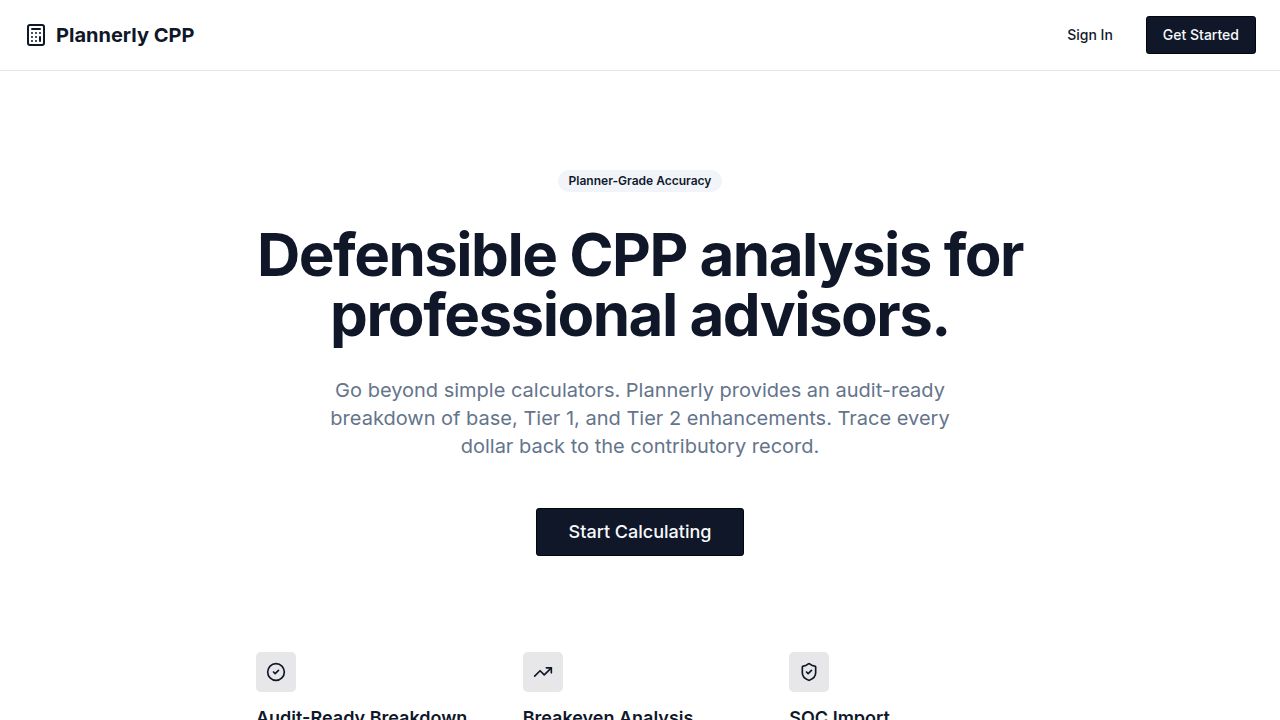 Plannerly CPP
Sign In
Get Started
Planner-Grade Accuracy
Defensible CPP analysis for
professional advisors.
Go beyond simple calculators. Plannerly provides an audit-ready
breakdown of base, Tier 1, and Tier 2 enhancements. Trace every
dollar back to the contributory record.
Start Calculating
Audit-Ready Breakdown
Breakeven Analysis
SOC Import